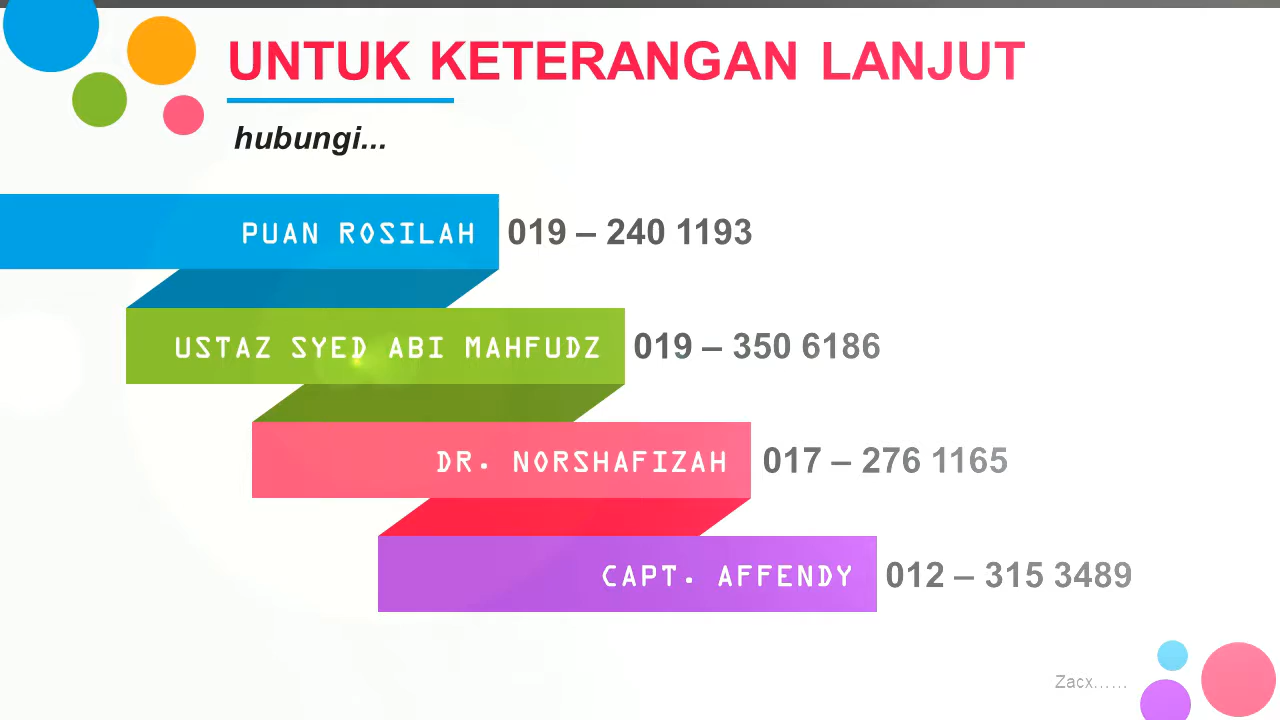 UNTUK KETERANGAN LANJUT
hubungi...
PUAN ROSILAH 019 – 240 1193
USTAZ SYED ABI MAHFUDZ 019 – 350 6186
DR. NORSHAFIZAH 017 – 276 1165
CAPT. AFFENDY 012 – 315 3489
Zacx......